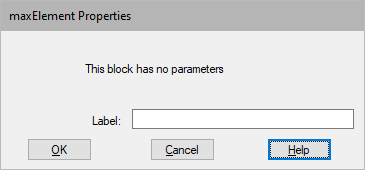 maxElement Properties
This block has no parameters
Label:
OK Cancel Help